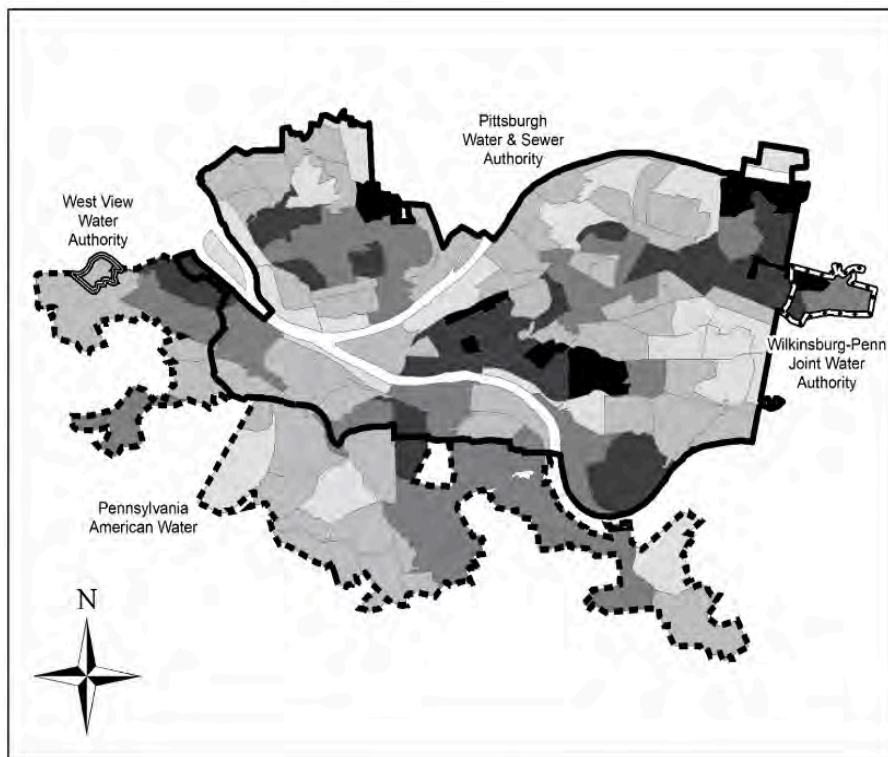 Pittsburgh
Water & Sewer
Authority
West View
Water
Authority
Wilkinsburg-Penn
Joint Water
Authority
Pennsylvania
American Water
N